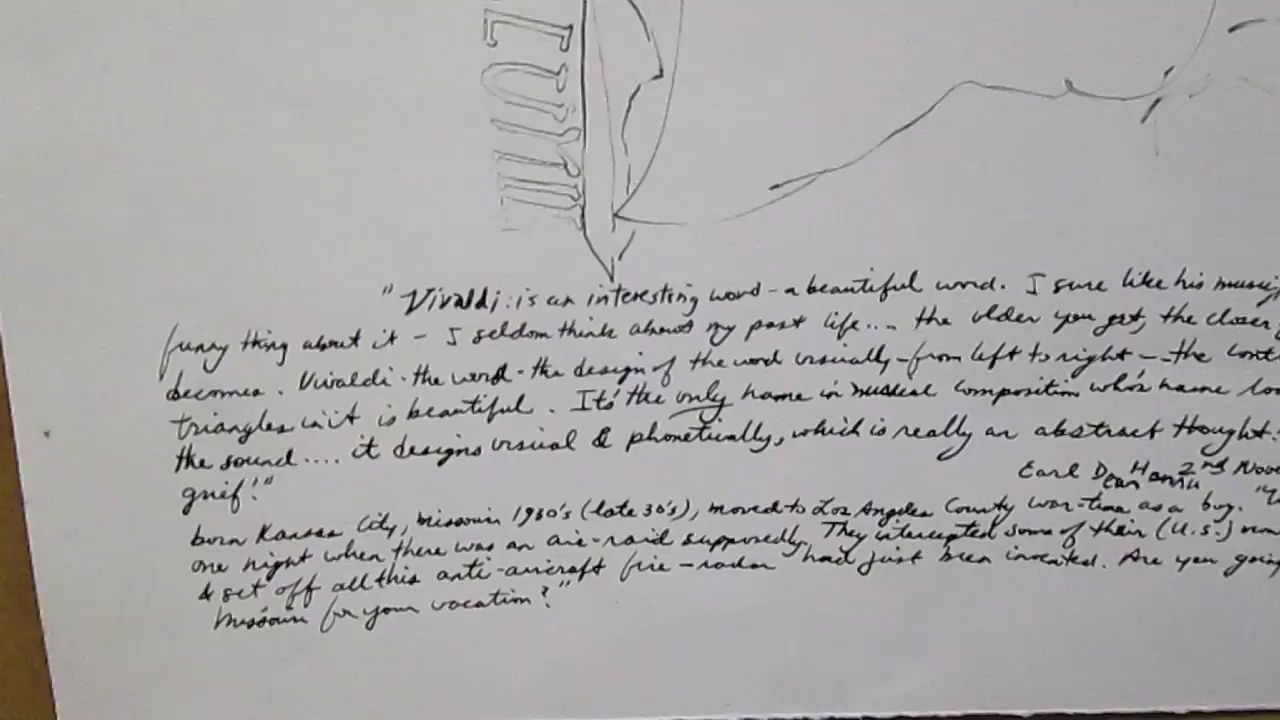 LUME
"Vivaldi: is an interesting word - a beautiful word. I sure like his music,
funny thing about it - I seldom think about my past life.... the older you get, the closer
becomes. Vivaldi - the word - the design of the word visually - from left to right - the
triangles in it is beautiful. It's the only name in musical composition who's name
the sound.... it designs visual & phonetically, which is really an abstract thought.
grief!"
Earl Dean 2nd
born Kansas City, Missouri 1930's (late 30's), moved to Los Angeles County war-time as a boy.
one night when there was an air-raid supposedly. They intercepted some of their (U.S.)
& set off all this anti-aircraft fire - radar had just been invented. Are you going
Missouri for your vacation?"